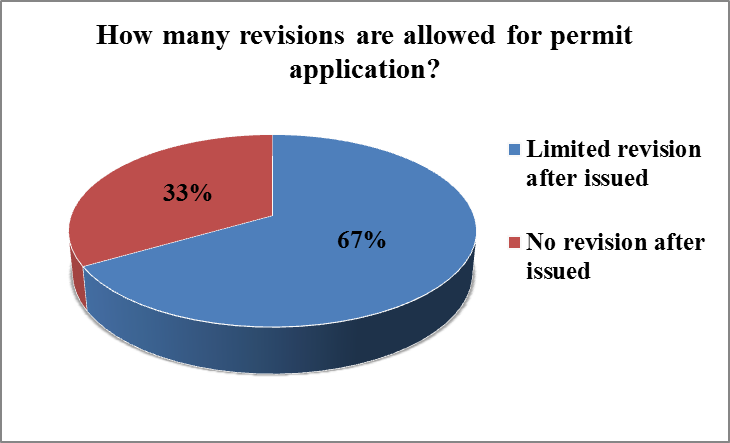 How many revisions are allowed for permit
application?
Limited revision
after issued
33%
67%
No revision after
issued